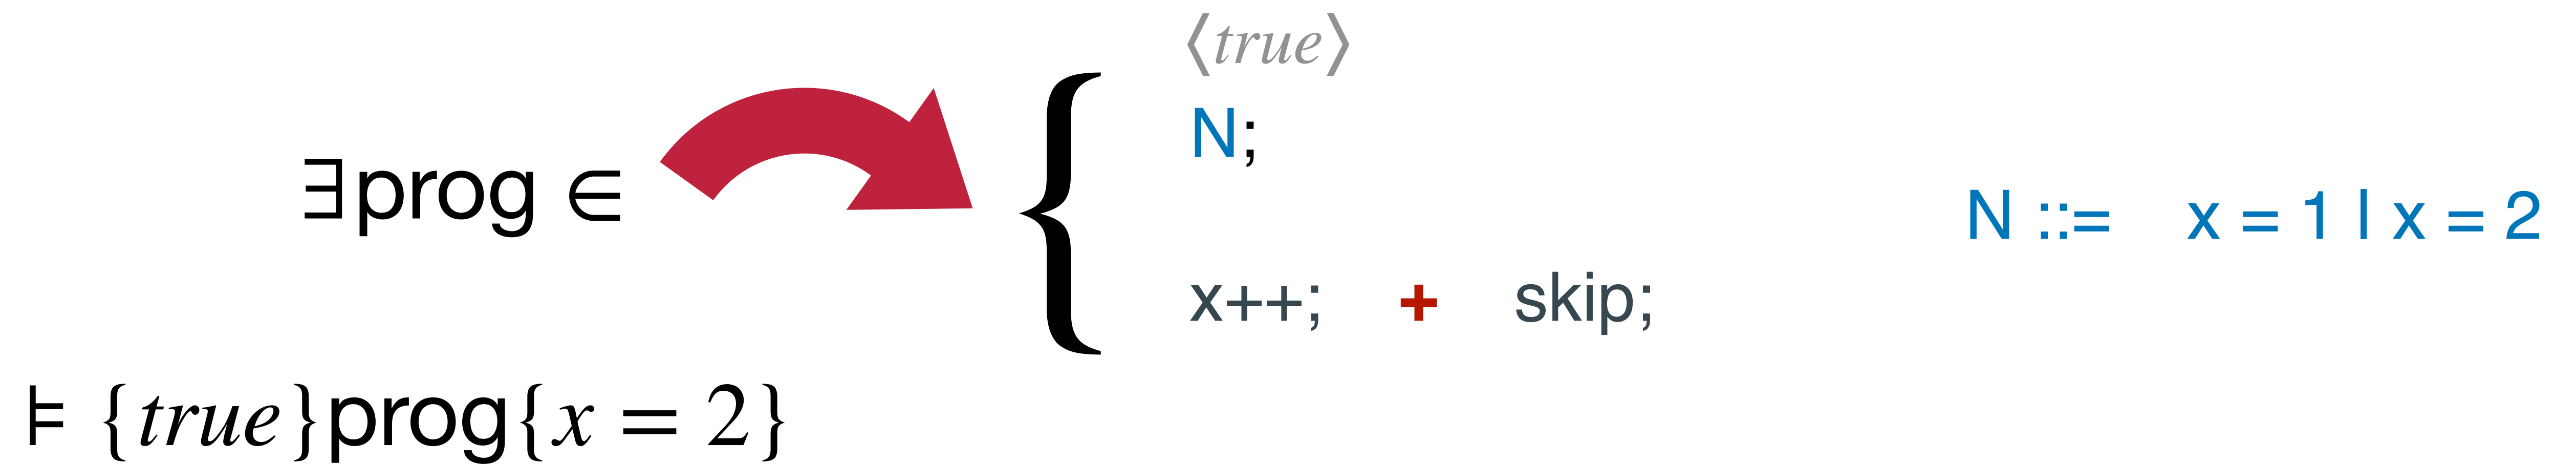 ⟨true⟩
N;
∃prog ∈
N ::= x = 1 | x = 2
x++; + skip;
⊨ {true}prog{x = 2}